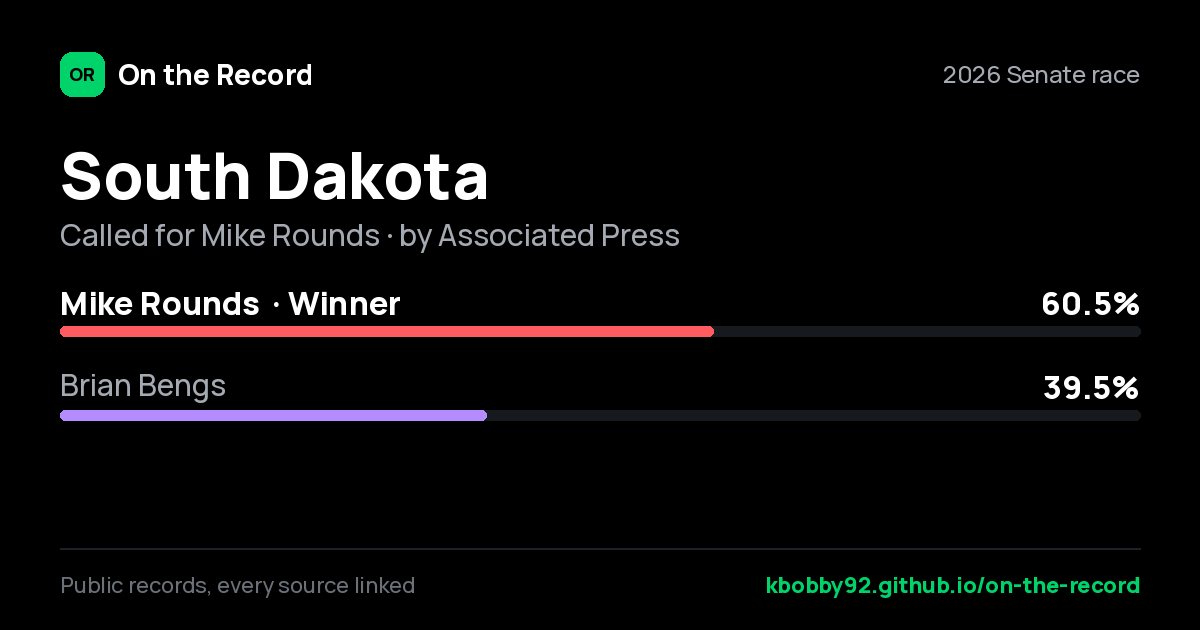 OR On the Record
2026 Senate race
South Dakota
Called for Mike Rounds · by Associated Press
Mike Rounds · Winner 60.5%
Brian Bengs 39.5%
Public records, every source linked
kbobby92.github.io/on-the-record